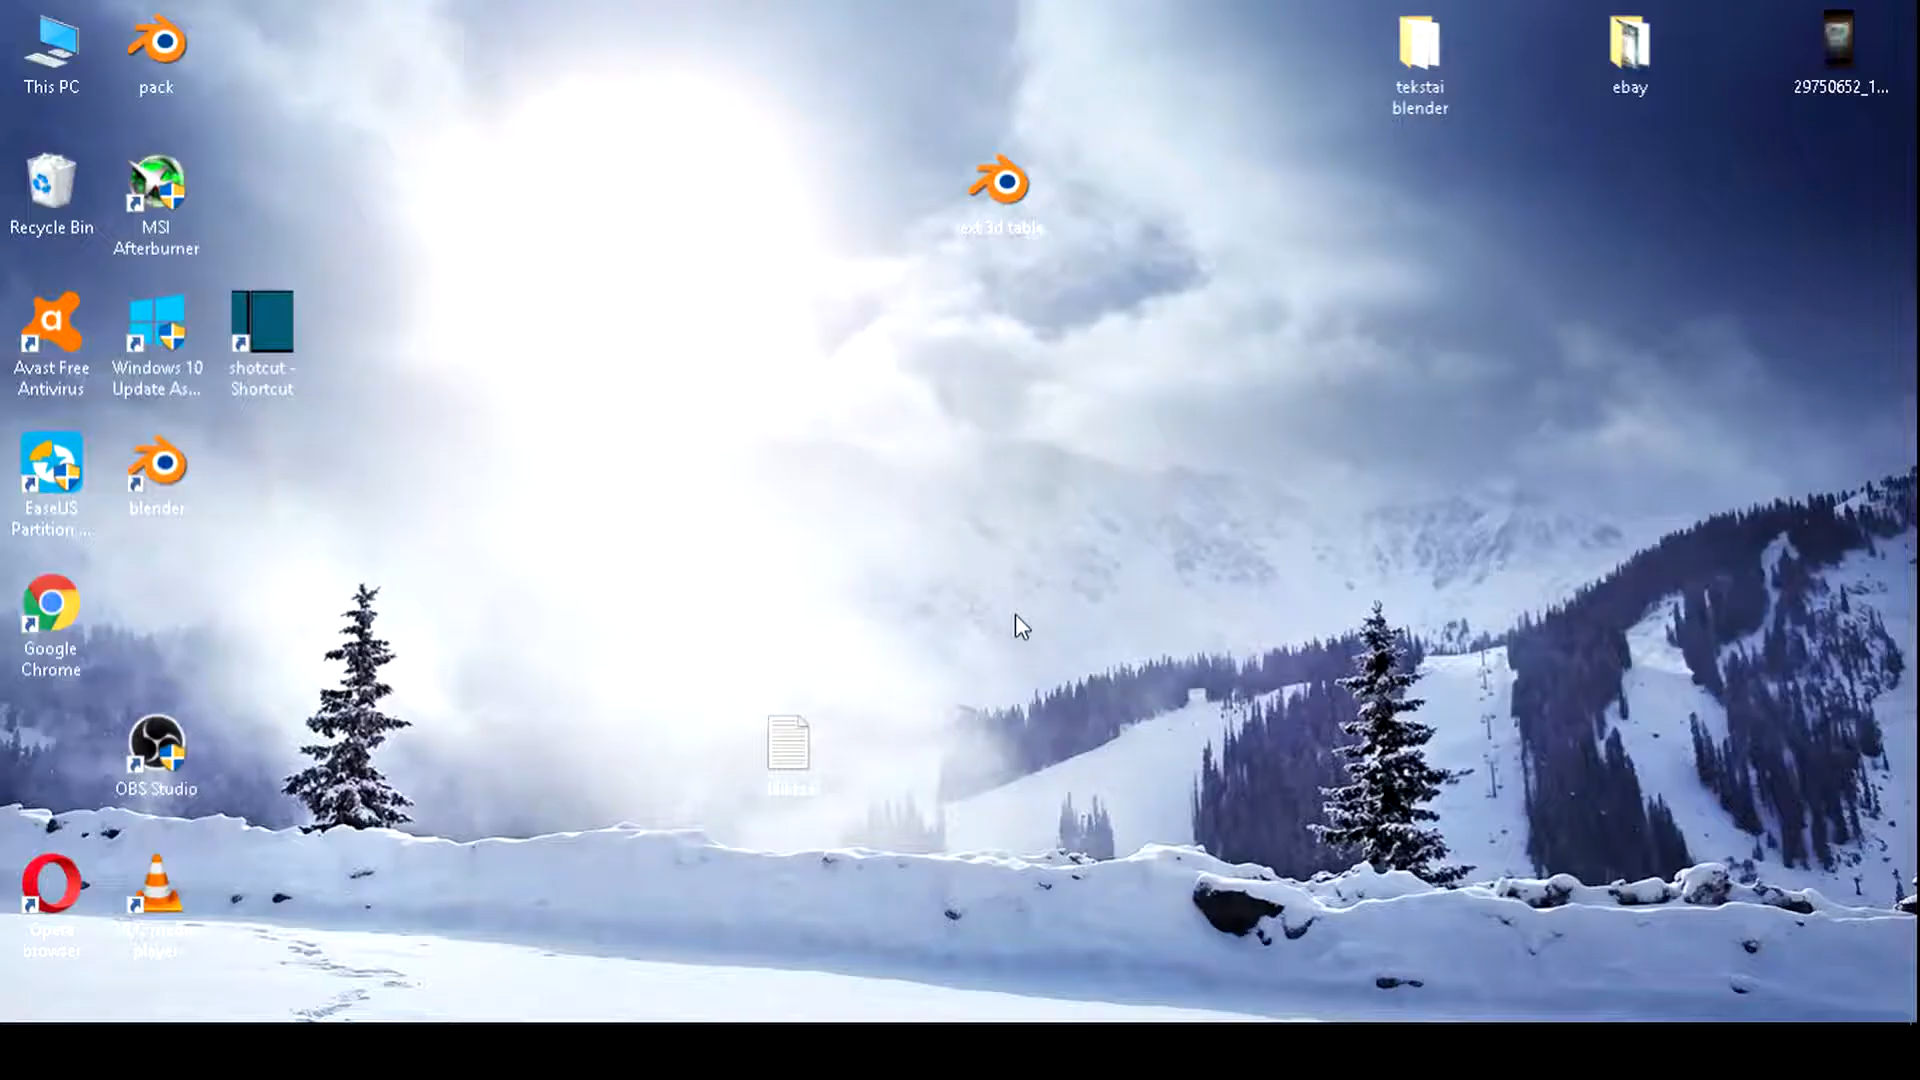 This PC
pack
tekstai
blender
ebay
29750652_1...
Recycle Bin
MSI
Afterburner
ext 3d table
Avast Free
Antivirus
Windows 10
Update As...
shotcut -
Shortcut
EaseUS
Partition ...
blender
Google
Chrome
OBS Studio
Opera
browser
VLC media
player